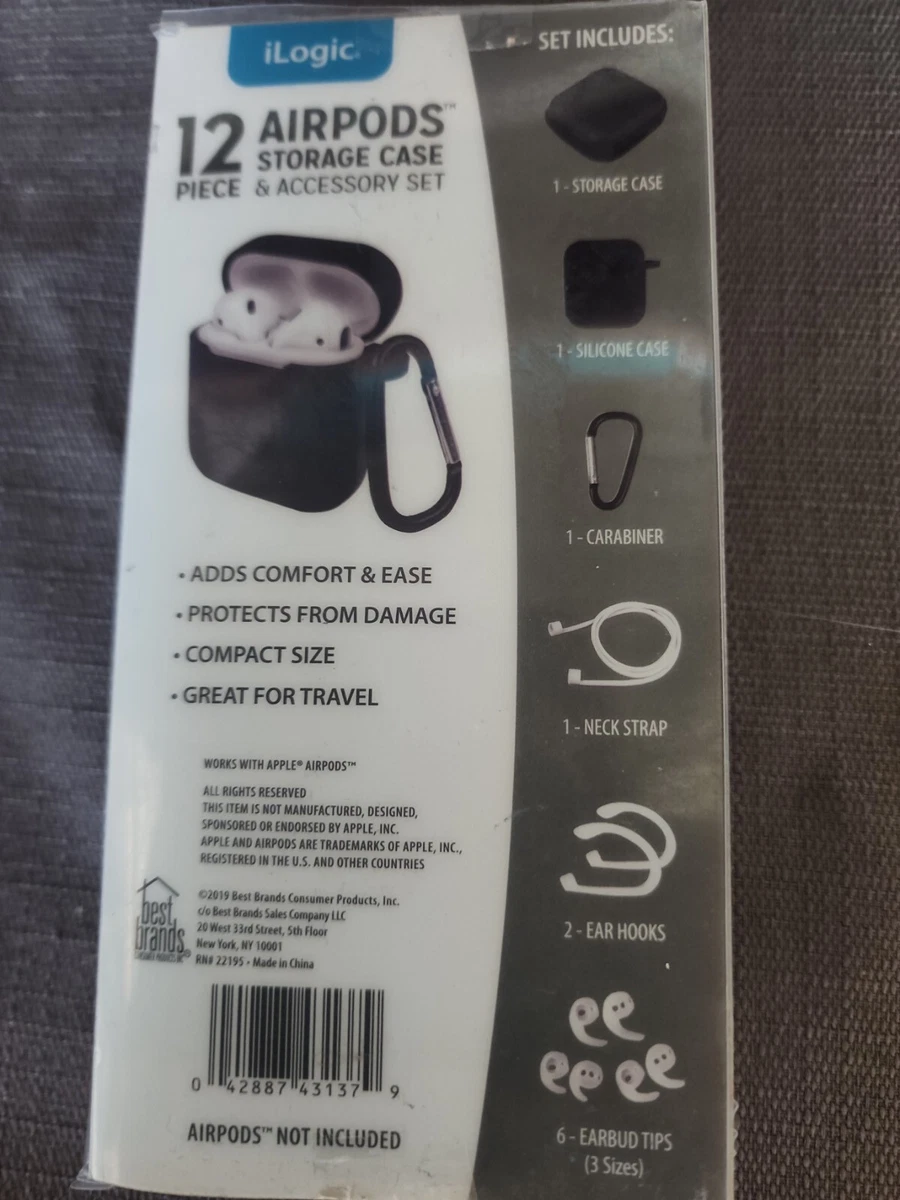 iLogic
12 PIECE
AIRPODS™
STORAGE CASE
& ACCESSORY SET
• ADDS COMFORT & EASE
• PROTECTS FROM DAMAGE
• COMPACT SIZE
• GREAT FOR TRAVEL
WORKS WITH APPLE® AIRPODS™
ALL RIGHTS RESERVED
THIS ITEM IS NOT MANUFACTURED, DESIGNED,
SPONSORED OR ENDORSED BY APPLE, INC.
APPLE AND AIRPODS ARE TRADEMARKS OF APPLE, INC.,
REGISTERED IN THE U.S. AND OTHER COUNTRIES
best
brands®
CONSUMER PRODUCTS INC
©2019 Best Brands Consumer Products, Inc.
c/o Best Brands Sales Company LLC
20 West 33rd Street, 5th Floor
New York, NY 10001
RN# 22195 • Made in China
0 42887 43137 9
AIRPODS™ NOT INCLUDED
SET INCLUDES:
1 - STORAGE CASE
1 - SILICONE CASE
1 - CARABINER
1 - NECK STRAP
2 - EAR HOOKS
6 - EARBUD TIPS
(3 Sizes)